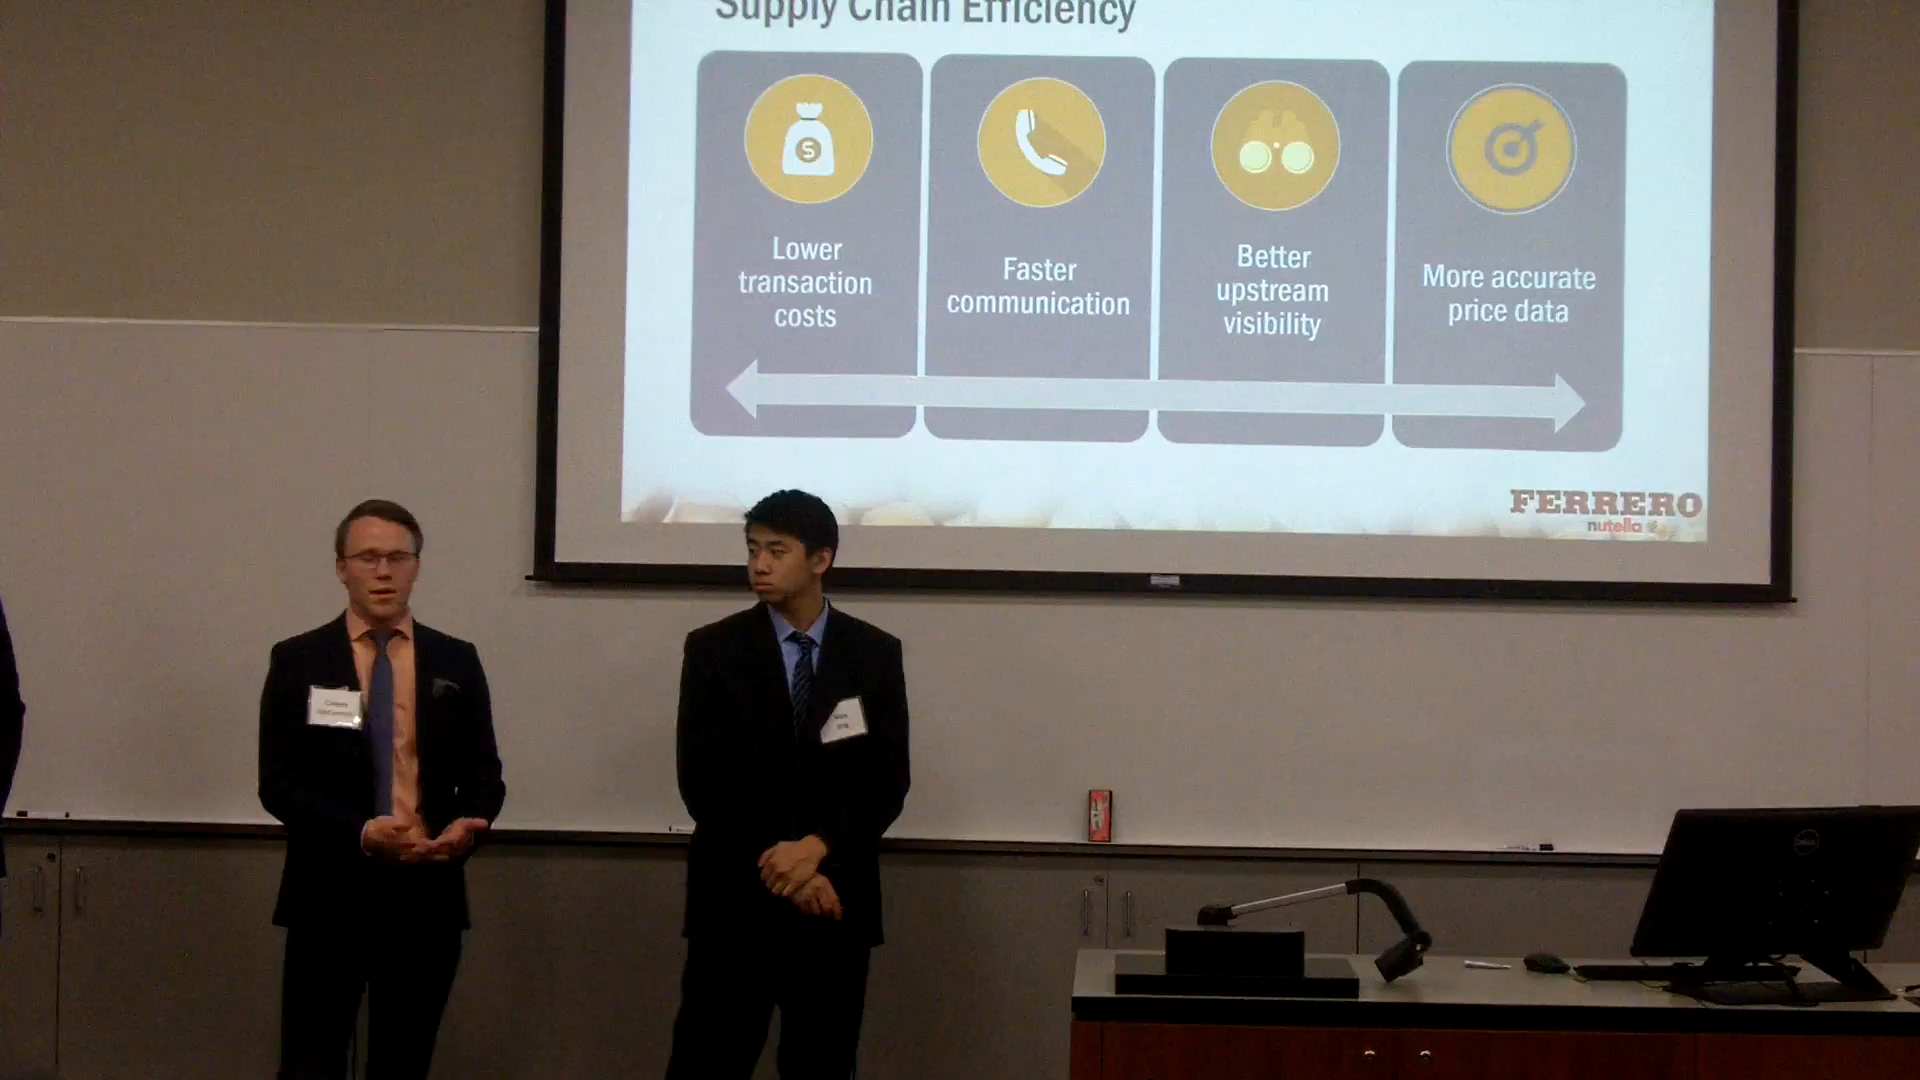 Supply Chain Efficiency
Lower
transaction
costs
Faster
communication
Better
upstream
visibility
More accurate
price data
FERRERO
nutella